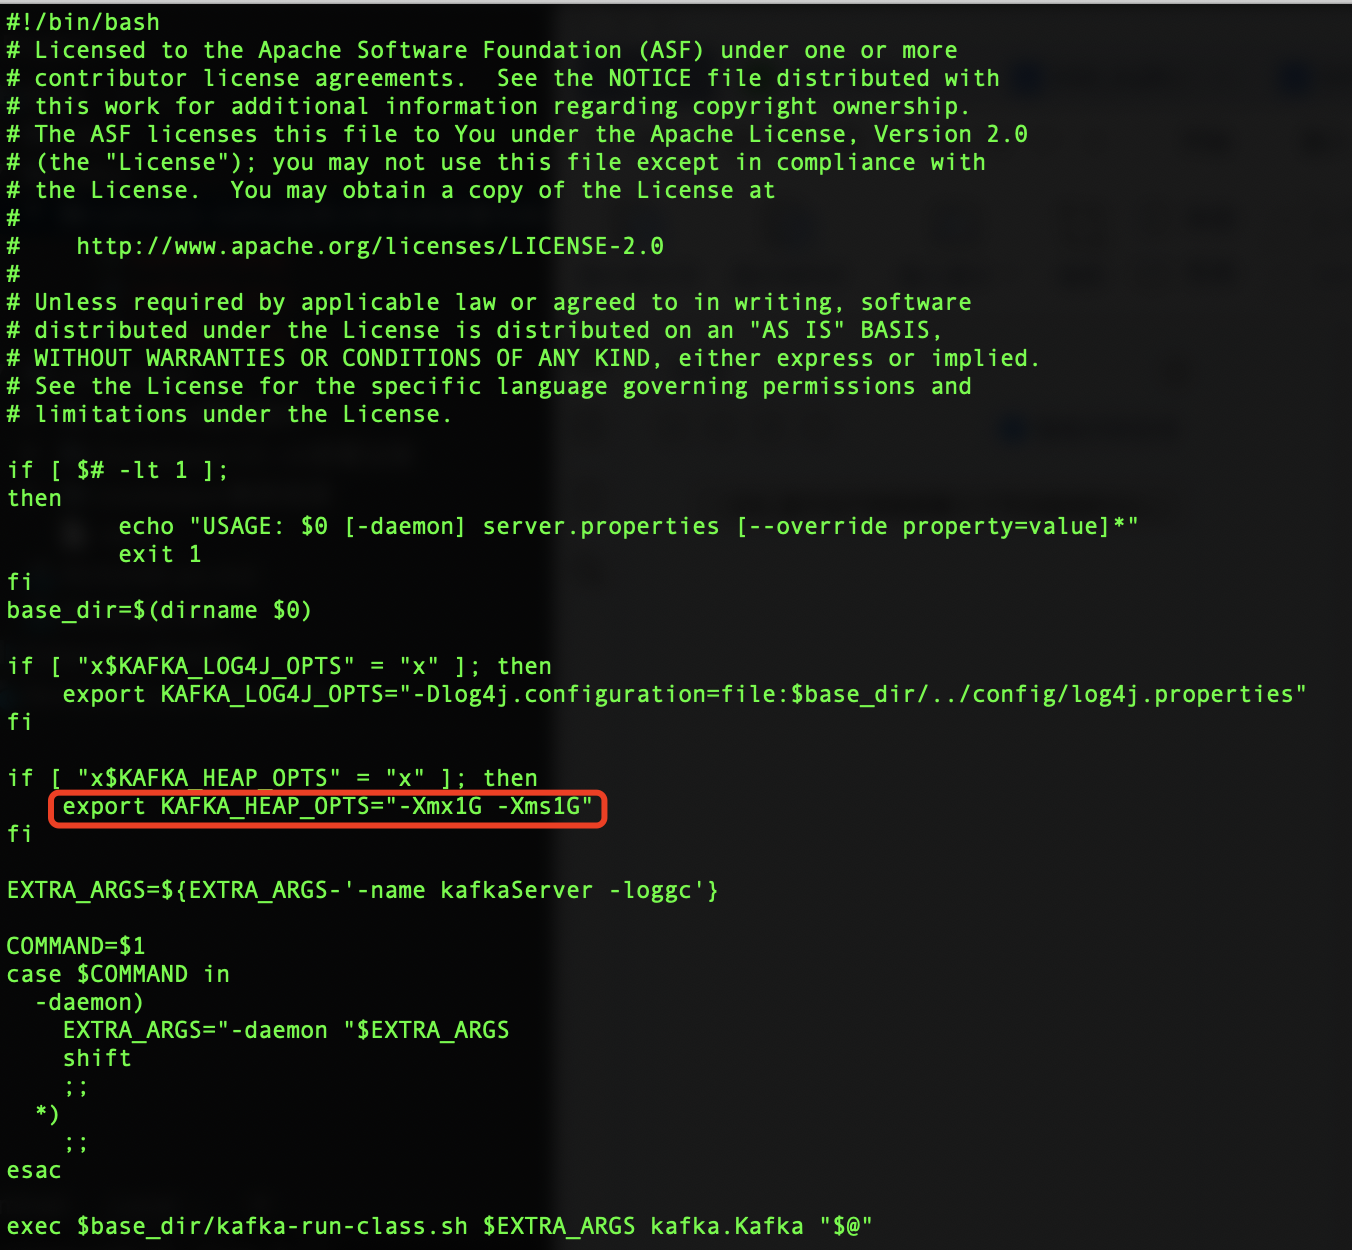 #!/bin/bash
# Licensed to the Apache Software Foundation (ASF) under one or more
# contributor license agreements.  See the NOTICE file distributed with
# this work for additional information regarding copyright ownership.
# The ASF licenses this file to You under the Apache License, Version 2.0
# (the "License"); you may not use this file except in compliance with
# the License.  You may obtain a copy of the License at
#
#    http://www.apache.org/licenses/LICENSE-2.0
#
# Unless required by applicable law or agreed to in writing, software
# distributed under the License is distributed on an "AS IS" BASIS,
# WITHOUT WARRANTIES OR CONDITIONS OF ANY KIND, either express or implied.
# See the License for the specific language governing permissions and
# limitations under the License.

if [ $# -lt 1 ];
then
        echo "USAGE: $0 [-daemon] server.properties [--override property=value]*"
        exit 1
fi
base_dir=$(dirname $0)

if [ "x$KAFKA_LOG4J_OPTS" = "x" ]; then
    export KAFKA_LOG4J_OPTS="-Dlog4j.configuration=file:$base_dir/../config/log4j.properties"
fi

if [ "x$KAFKA_HEAP_OPTS" = "x" ]; then
    export KAFKA_HEAP_OPTS="-Xmx1G -Xms1G"
fi

EXTRA_ARGS=${EXTRA_ARGS-'-name kafkaServer -loggc'}

COMMAND=$1
case $COMMAND in
  -daemon)
    EXTRA_ARGS="-daemon "$EXTRA_ARGS
    shift
    ;;
  *)
    ;;
esac

exec $base_dir/kafka-run-class.sh $EXTRA_ARGS kafka.Kafka "$@"